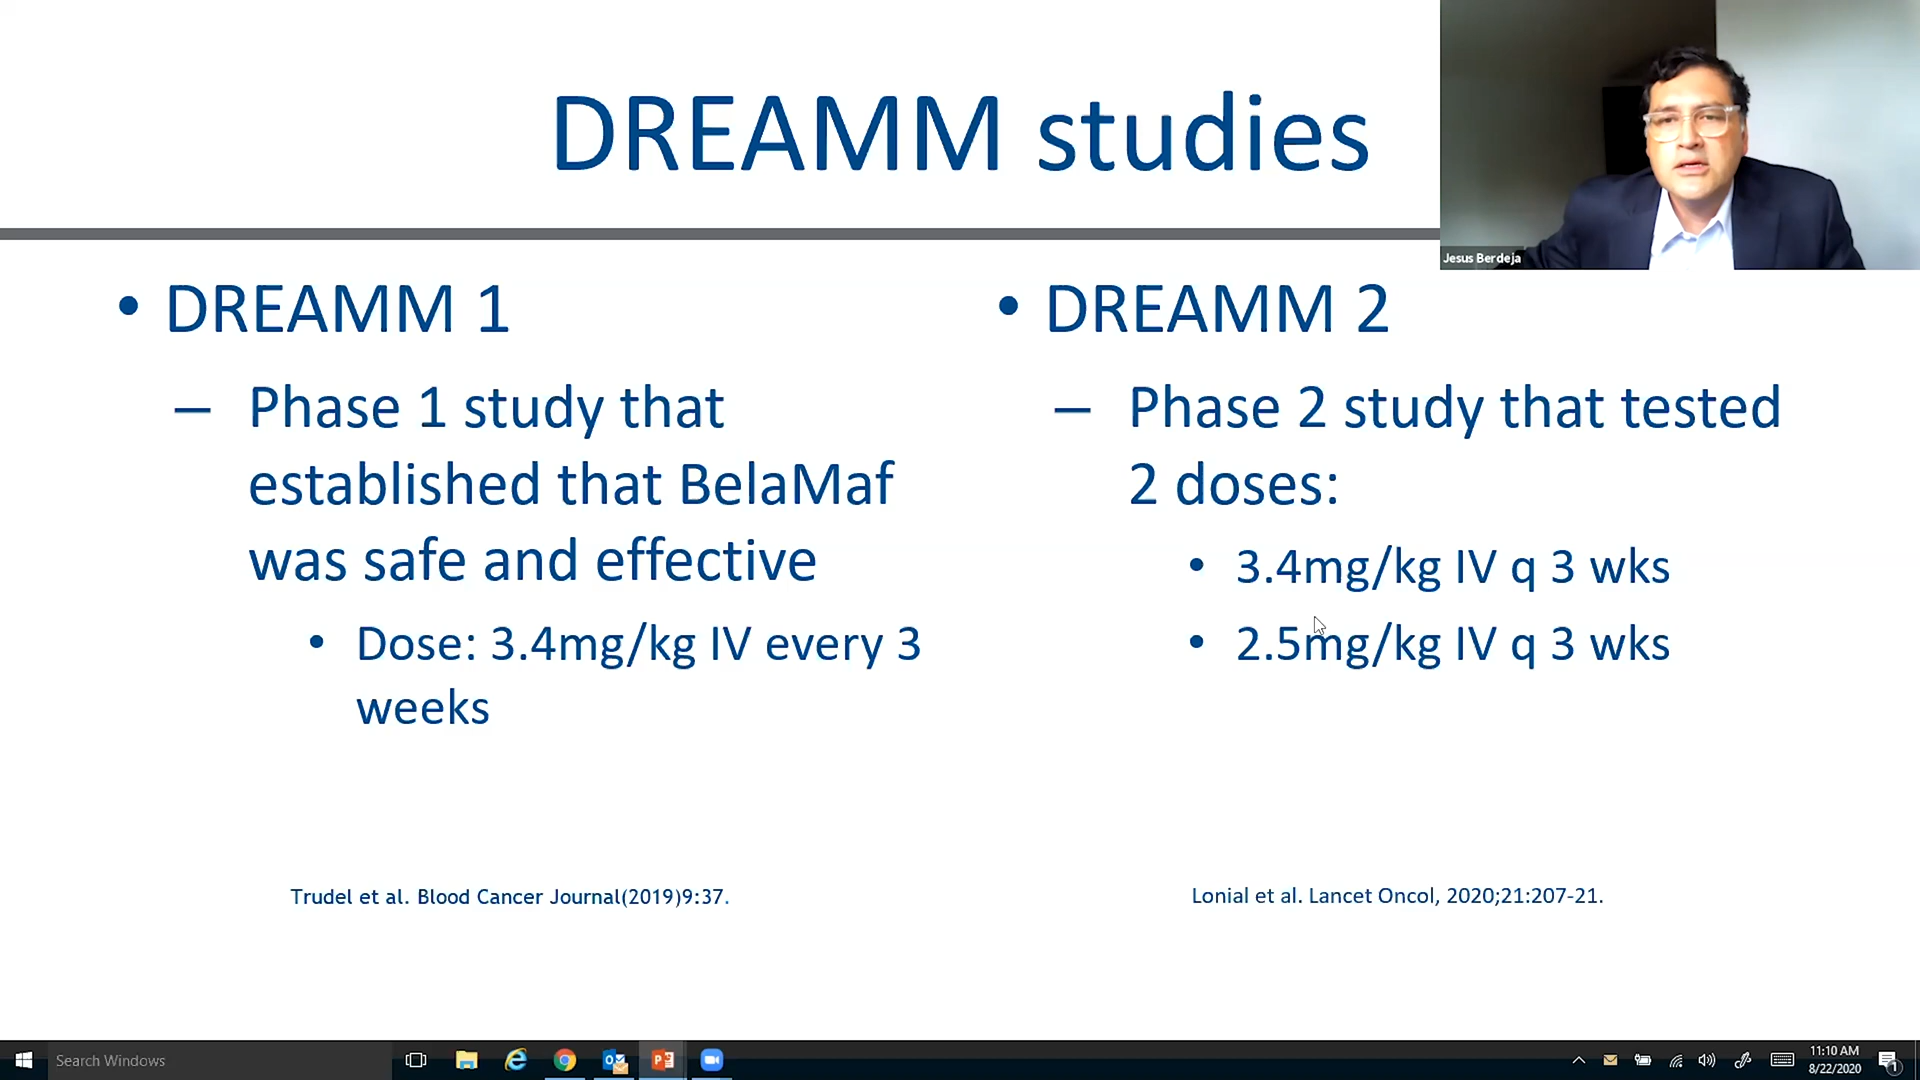 DREAMM studies
Jesus Berdeja
• DREAMM 1
– Phase 1 study that
established that BelaMaf
was safe and effective
• Dose: 3.4mg/kg IV every 3
weeks
Trudel et al. Blood Cancer Journal(2019)9:37.
• DREAMM 2
– Phase 2 study that tested
2 doses:
• 3.4mg/kg IV q 3 wks
• 2.5mg/kg IV q 3 wks
Lonial et al. Lancet Oncol, 2020;21:207-21.
Search Windows
11:10 AM
8/22/2020
1